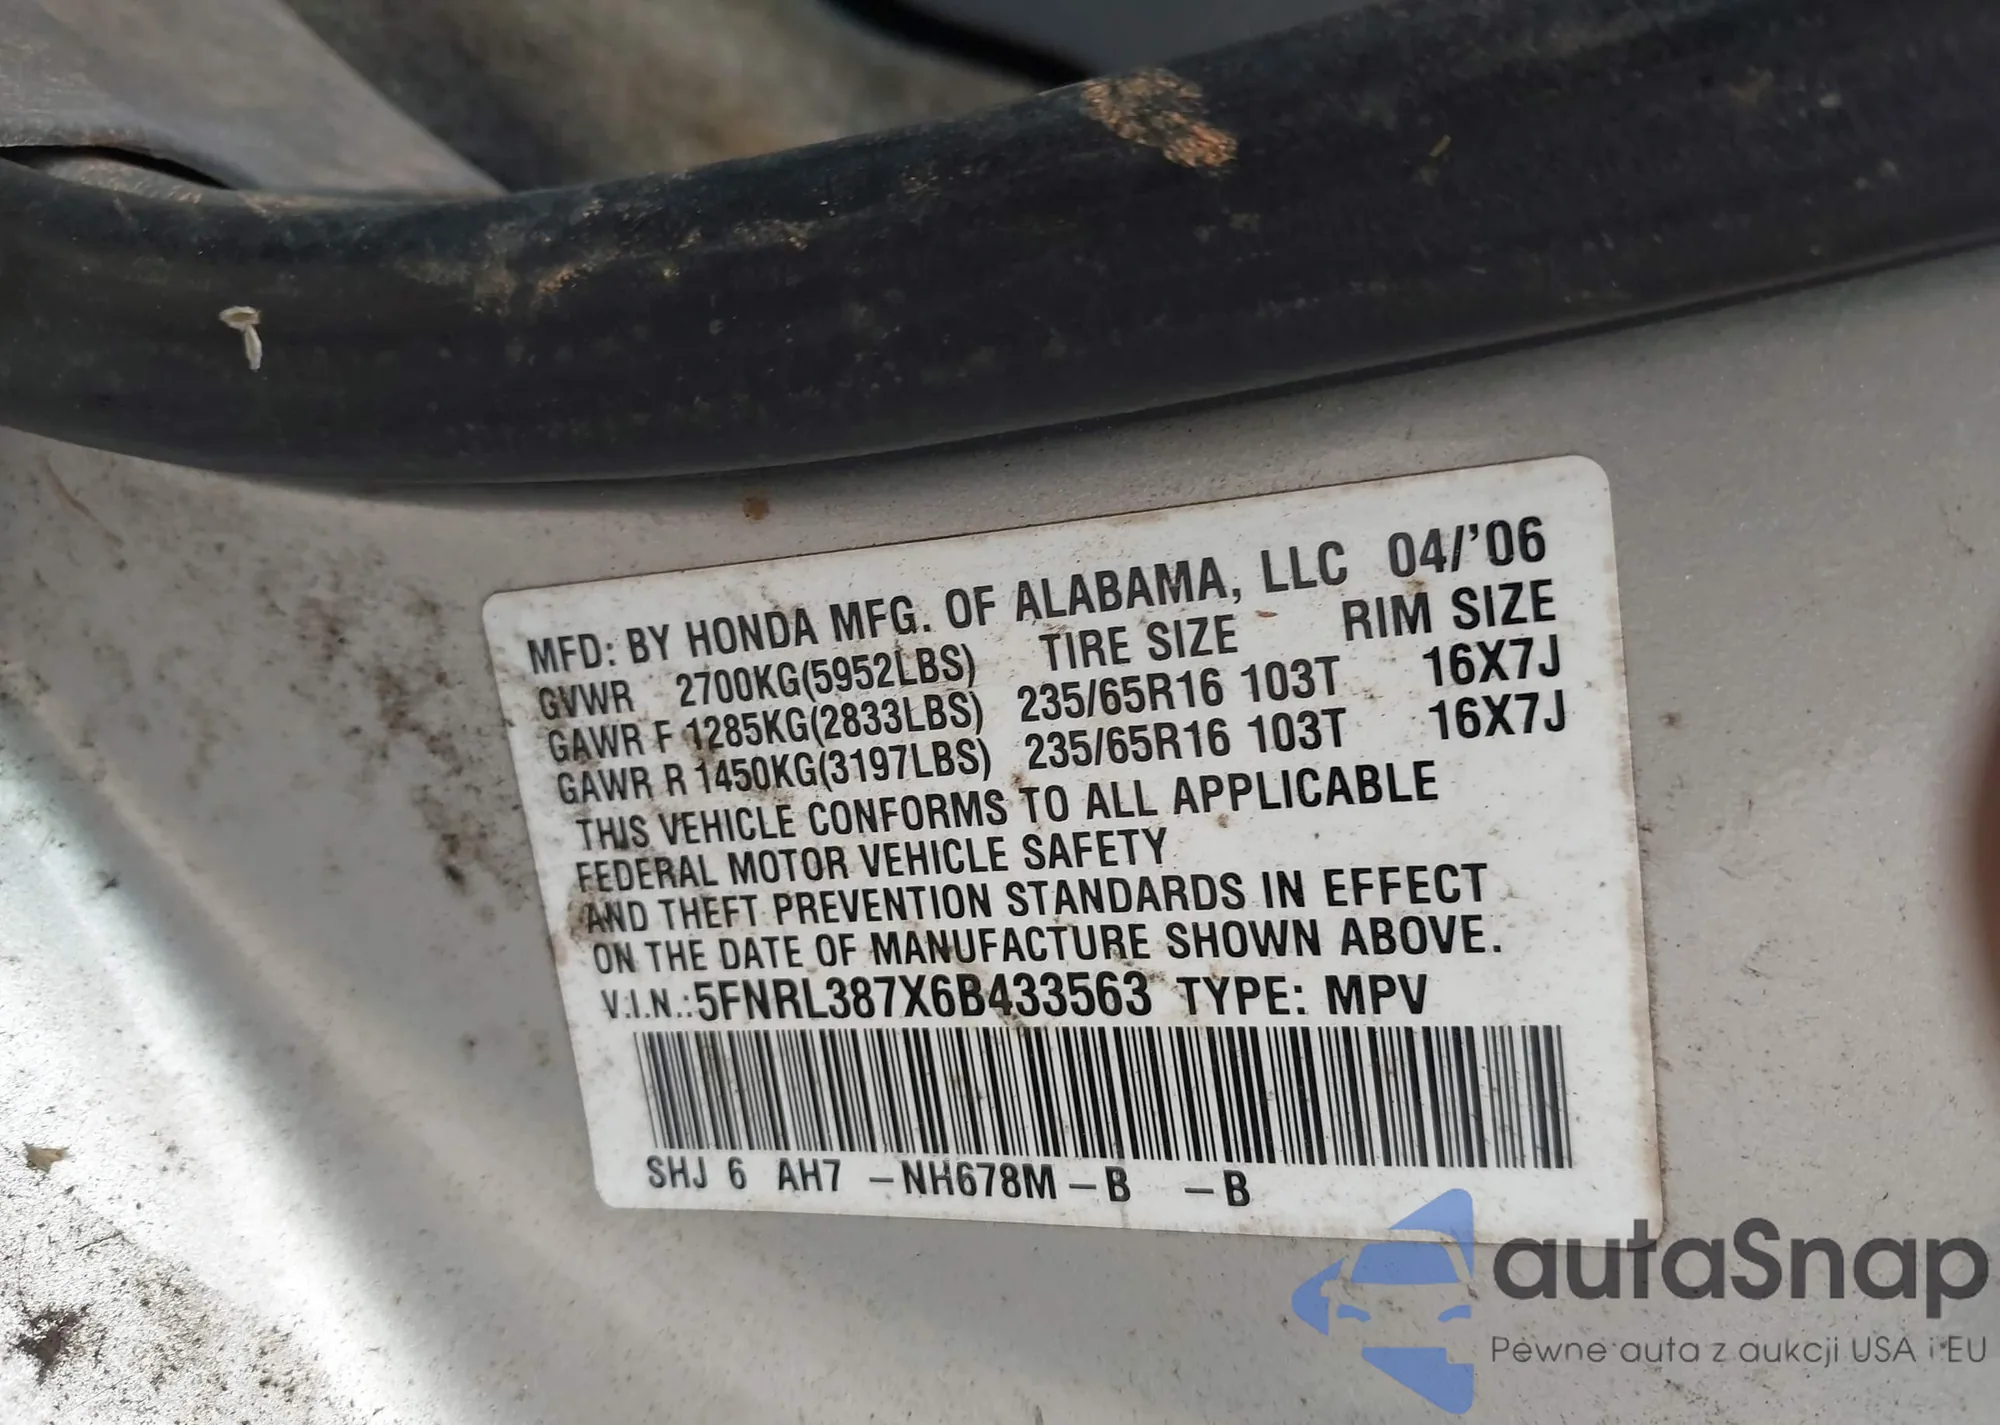 MFD: BY HONDA MFG. OF ALABAMA, LLC 04/'06
GVWR 2700KG(5952LBS) TIRE SIZE RIM SIZE
GAWR F 1285KG(2833LBS) 235/65R16 103T 16X7J
GAWR R 1450KG(3197LBS) 235/65R16 103T 16X7J
THIS VEHICLE CONFORMS TO ALL APPLICABLE
FEDERAL MOTOR VEHICLE SAFETY
AND THEFT PREVENTION STANDARDS IN EFFECT
ON THE DATE OF MANUFACTURE SHOWN ABOVE.
V.I.N.:5FNRL387X6B433563 TYPE: MPV
SHJ 6 AH7 –NH678M –B –B
autaSnap
Pewne auta z aukcji USA i EU